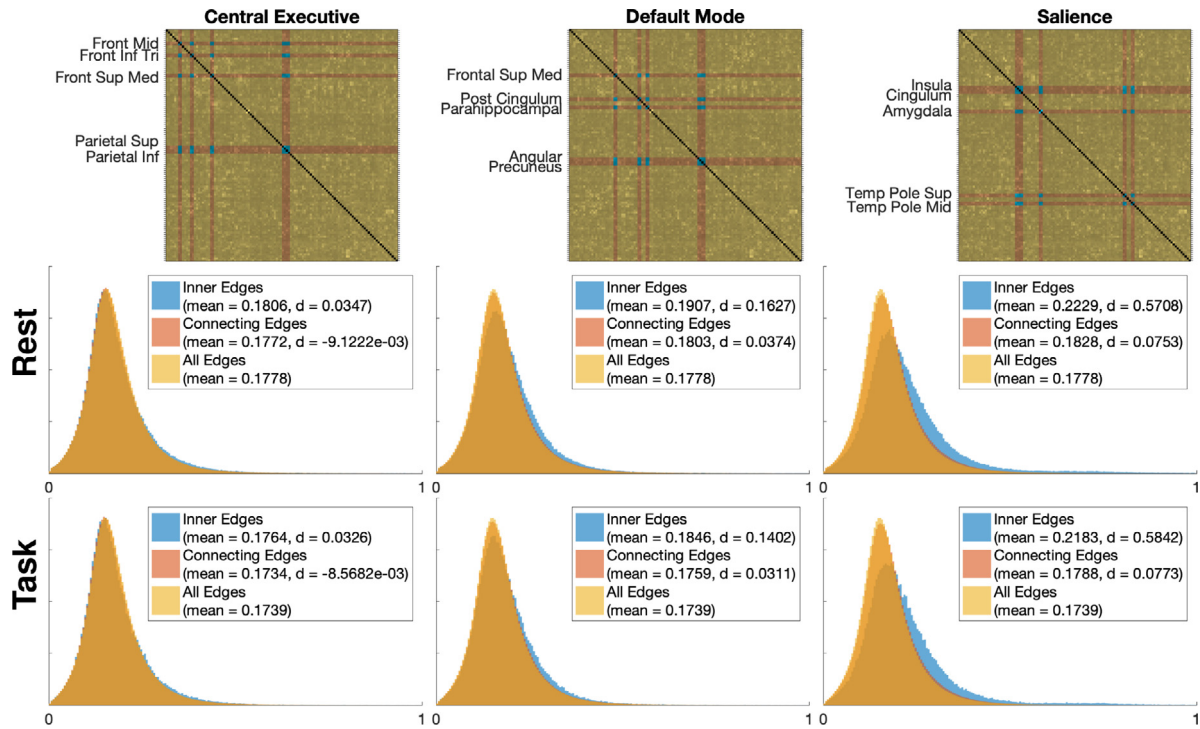 Central Executive
Default Mode
Salience
Front Mid
Front Inf Tri
Front Sup Med
Parietal Sup
Parietal Inf
Frontal Sup Med
Post Cingulum
Parahippocampal
Angular
Precuneus
Insula
Cingulum
Amygdala
Temp Pole Sup
Temp Pole Mid
Rest
Inner Edges
(mean = 0.1806, d = 0.0347)
Connecting Edges
(mean = 0.1772, d = -9.1222e-03)
All Edges
(mean = 0.1778)
0
1
Inner Edges
(mean = 0.1907, d = 0.1627)
Connecting Edges
(mean = 0.1803, d = 0.0374)
All Edges
(mean = 0.1778)
0
1
Inner Edges
(mean = 0.2229, d = 0.5708)
Connecting Edges
(mean = 0.1828, d = 0.0753)
All Edges
(mean = 0.1778)
0
1
Task
Inner Edges
(mean = 0.1764, d = 0.0326)
Connecting Edges
(mean = 0.1734, d = -8.5682e-03)
All Edges
(mean = 0.1739)
0
1
Inner Edges
(mean = 0.1846, d = 0.1402)
Connecting Edges
(mean = 0.1759, d = 0.0311)
All Edges
(mean = 0.1739)
0
1
Inner Edges
(mean = 0.2183, d = 0.5842)
Connecting Edges
(mean = 0.1788, d = 0.0773)
All Edges
(mean = 0.1739)
0
1